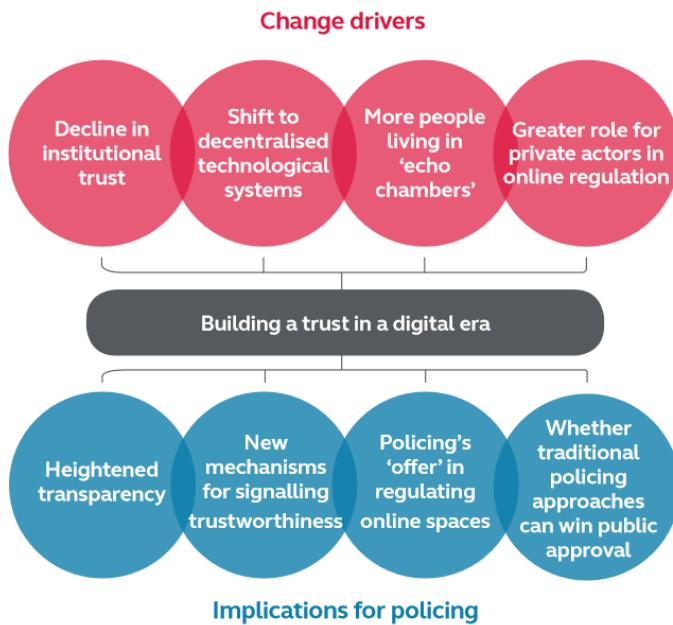 Change drivers
Decline in
institutional
trust
Shift to
decentralised
technological
systems
More people
living in
‘echo
chambers’
Greater role for
private actors in
online regulation
Building a trust in a digital era
Heightened
transparency
New
mechanisms
for signalling
trustworthiness
Policing’s
‘offer’ in
regulating
online spaces
Whether
traditional
policing
approaches
can win public
approval
Implications for policing